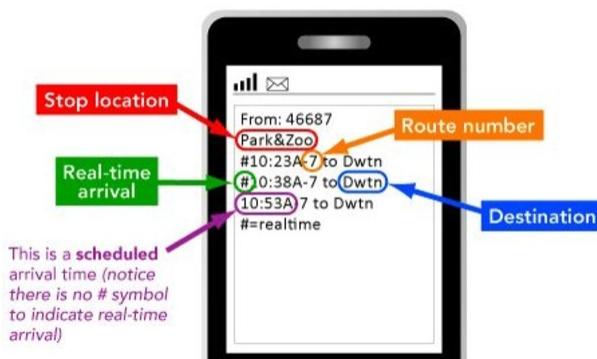 Stop location
Real-time
arrival
This is a scheduled
arrival time (notice
there is no # symbol
to indicate real-time
arrival)
From: 46687
Park&Zoo
#10:23A-7 to Dwtn
#10:38A-7 to Dwtn
10:53A-7 to Dwtn
#=realtime
Route number
Destination